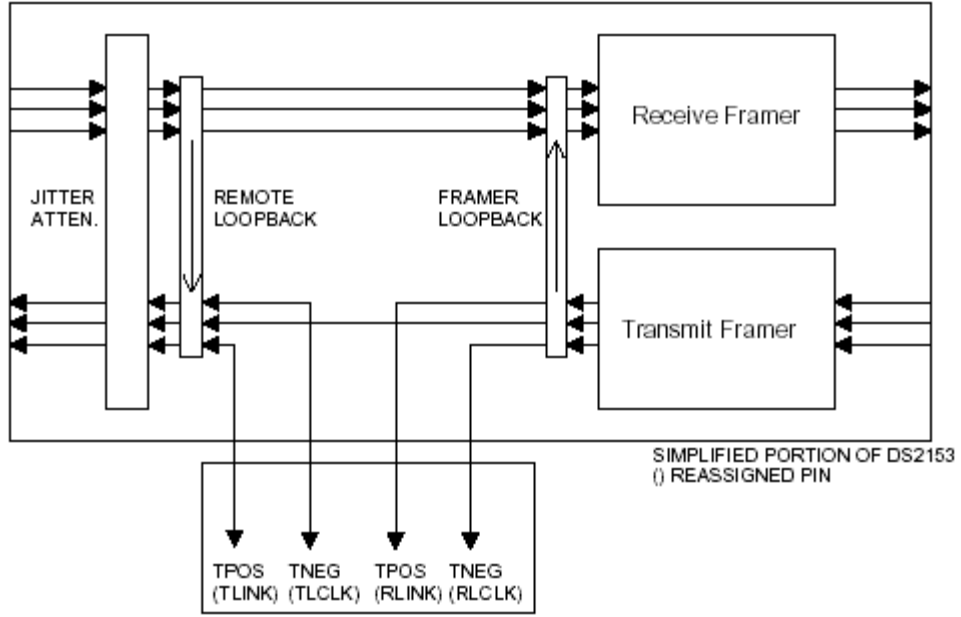 Receive Framer
JITTER
ATTEN.
REMOTE
LOOPBACK
FRAMER
LOOPBACK
Transmit Framer
SIMPLIFIED PORTION OF DS2153
() REASSIGNED PIN
TPOS
(TLINK)
TNEG
(TLCLK)
TPOS
(RLINK)
TNEG
(RLCLK)